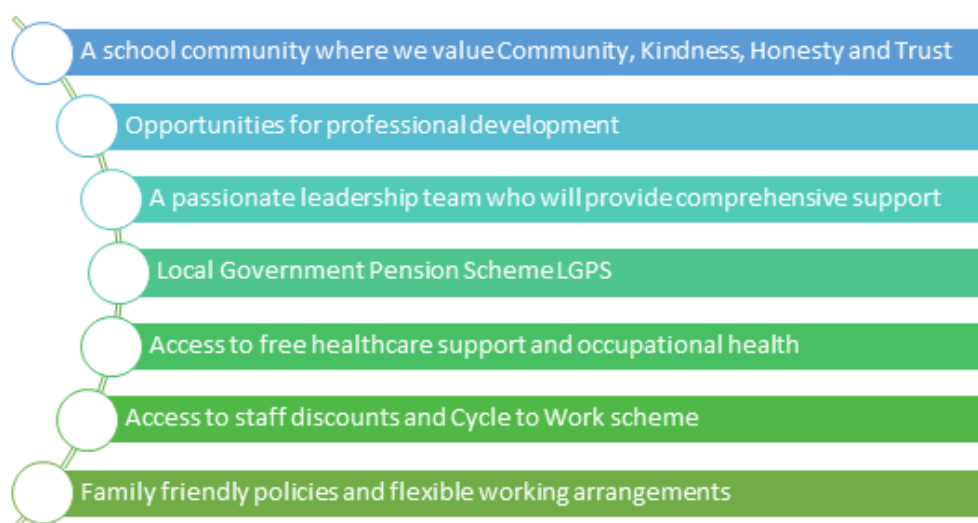 A school community where we value Community, Kindness, Honesty and Trust
Opportunities for professional development
A passionate leadership team who will provide comprehensive support
Local Government Pension Scheme LGPS
Access to free healthcare support and occupational health
Access to staff discounts and Cycle to Work scheme
Family friendly policies and flexible working arrangements